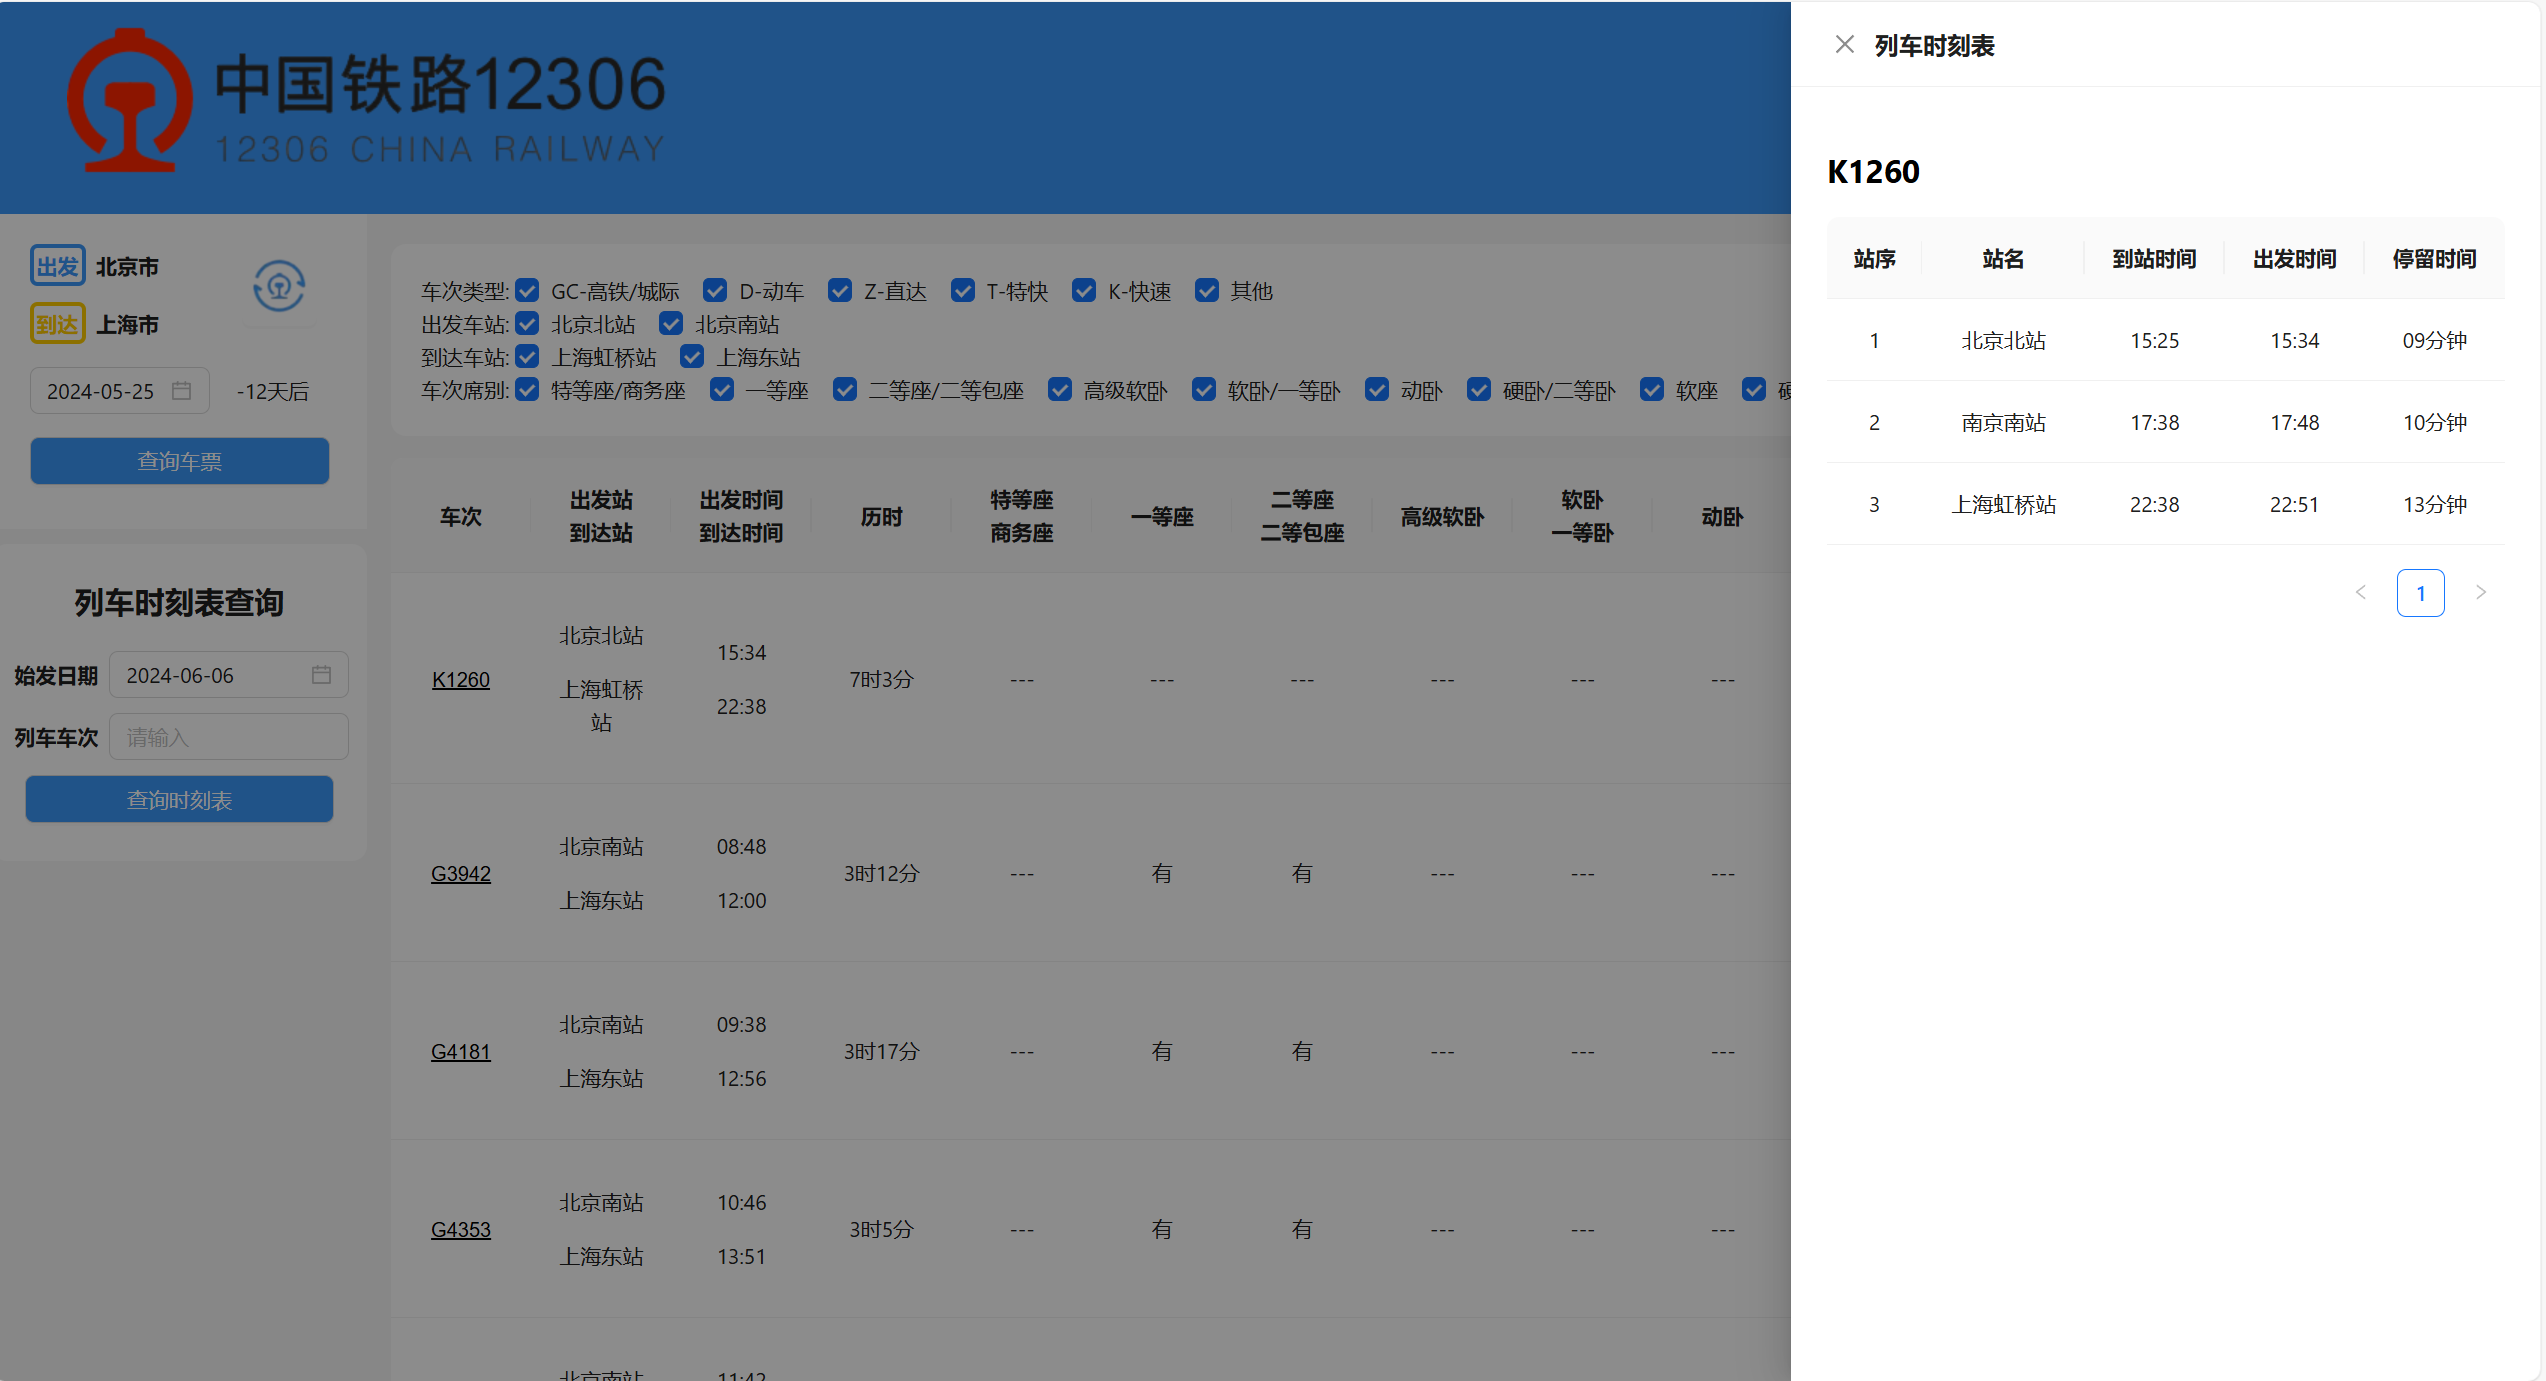 中国铁路12306
12306 CHINA RAILWAY
出发 北京市
到达 上海市
2024-05-25 -12天后
查询车票
列车时刻表查询
始发日期 2024-06-06
列车车次 请输入
查询时刻表
车次类型: GC-高铁/城际 D-动车 Z-直达 T-特快 K-快速 其他
出发车站: 北京北站 北京南站
到达车站: 上海虹桥站 上海东站
车次席别: 特等座/商务座 一等座 二等座/二等包座 高级软卧 软卧/一等卧 动卧 硬卧/二等卧 软座
车次 出发站 出发时间 历时 特等座 一等座 二等座 高级软卧 软卧 动卧
到达站 到达时间 商务座 二等包座 一等卧
北京北站 15:34
K1260 7时3分 --- --- --- --- --- ---
上海虹桥 22:38
站
北京南站 08:48
G3942 3时12分 --- 有 有 --- --- ---
上海东站 12:00
北京南站 09:38
G4181 3时17分 --- 有 有 --- --- ---
上海东站 12:56
北京南站 10:46
G4353 3时5分 --- 有 有 --- --- ---
上海东站 13:51
北京南站 11:42
列车时刻表
K1260
站序 站名 到站时间 出发时间 停留时间
1 北京北站 15:25 15:34 09分钟
2 南京南站 17:38 17:48 10分钟
3 上海虹桥站 22:38 22:51 13分钟
1